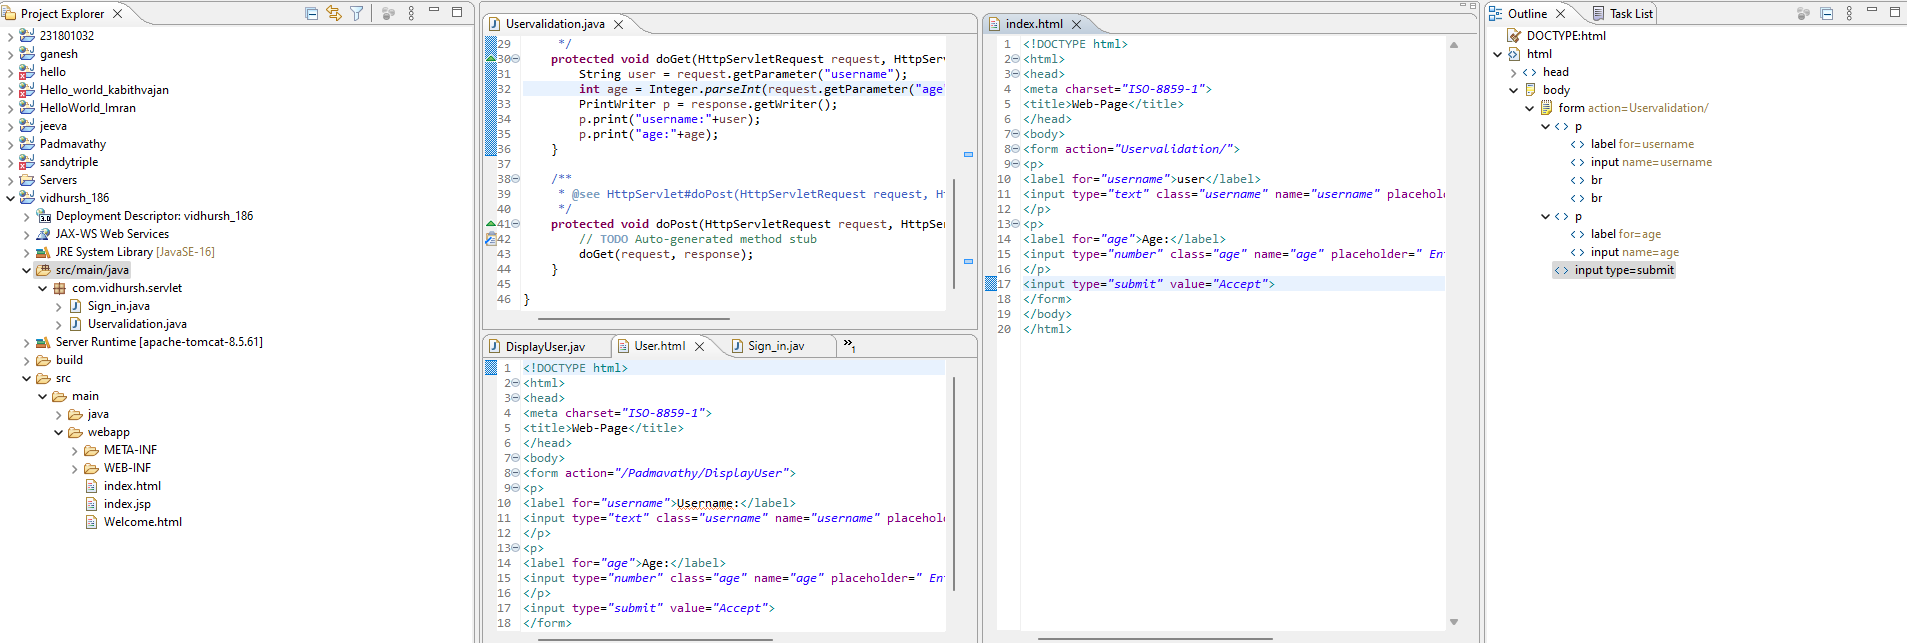 Project Explorer
231801032
ganesh
hello
Hello_world_kabithvajan
HelloWorld_Imran
jeeva
Padmavathy
sandytriple
Servers
vidhursh_186
Deployment Descriptor: vidhursh_186
JAX-WS Web Services
JRE System Library [JavaSE-16]
src/main/java
com.vidhursh.servlet
Sign_in.java
Uservalidation.java
Server Runtime [apache-tomcat-8.5.61]
build
src
main
java
webapp
META-INF
WEB-INF
index.html
index.jsp
Welcome.html
Uservalidation.java
29 */
30 protected void doGet(HttpServletRequest request, HttpServ
31 String user = request.getParameter("username");
32 int age = Integer.parseInt(request.getParameter("age"
33 PrintWriter p = response.getWriter();
34 p.print("username:"+user);
35 p.print("age:"+age);
36 }
37
38 /**
39 * @see HttpServlet#doPost(HttpServletRequest request, Ht
40 */
41 protected void doPost(HttpServletRequest request, HttpSer
42 // TODO Auto-generated method stub
43 doGet(request, response);
44 }
45
46 }
DisplayUser.jav
User.html
Sign_in.jav
»1
1 <!DOCTYPE html>
2 <html>
3 <head>
4 <meta charset="ISO-8859-1">
5 <title>Web-Page</title>
6 </head>
7 <body>
8 <form action="/Padmavathy/DisplayUser">
9 <p>
10 <label for="username">Username:</label>
11 <input type="text" class="username" name="username" placehold
12 </p>
13 <p>
14 <label for="age">Age:</label>
15 <input type="number" class="age" name="age" placeholder=" En
16 </p>
17 <input type="submit" value="Accept">
18 </form>
index.html
1 <!DOCTYPE html>
2 <html>
3 <head>
4 <meta charset="ISO-8859-1">
5 <title>Web-Page</title>
6 </head>
7 <body>
8 <form action="Uservalidation/">
9 <p>
10 <label for="username">user</label>
11 <input type="text" class="username" name="username" placehol
12 </p>
13 <p>
14 <label for="age">Age:</label>
15 <input type="number" class="age" name="age" placeholder=" En
16 </p>
17 <input type="submit" value="Accept">
18 </form>
19 </body>
20 </html>
Outline
Task List
DOCTYPE:html
html
head
body
form action=Uservalidation/
p
label for=username
input name=username
br
br
p
label for=age
input name=age
input type=submit